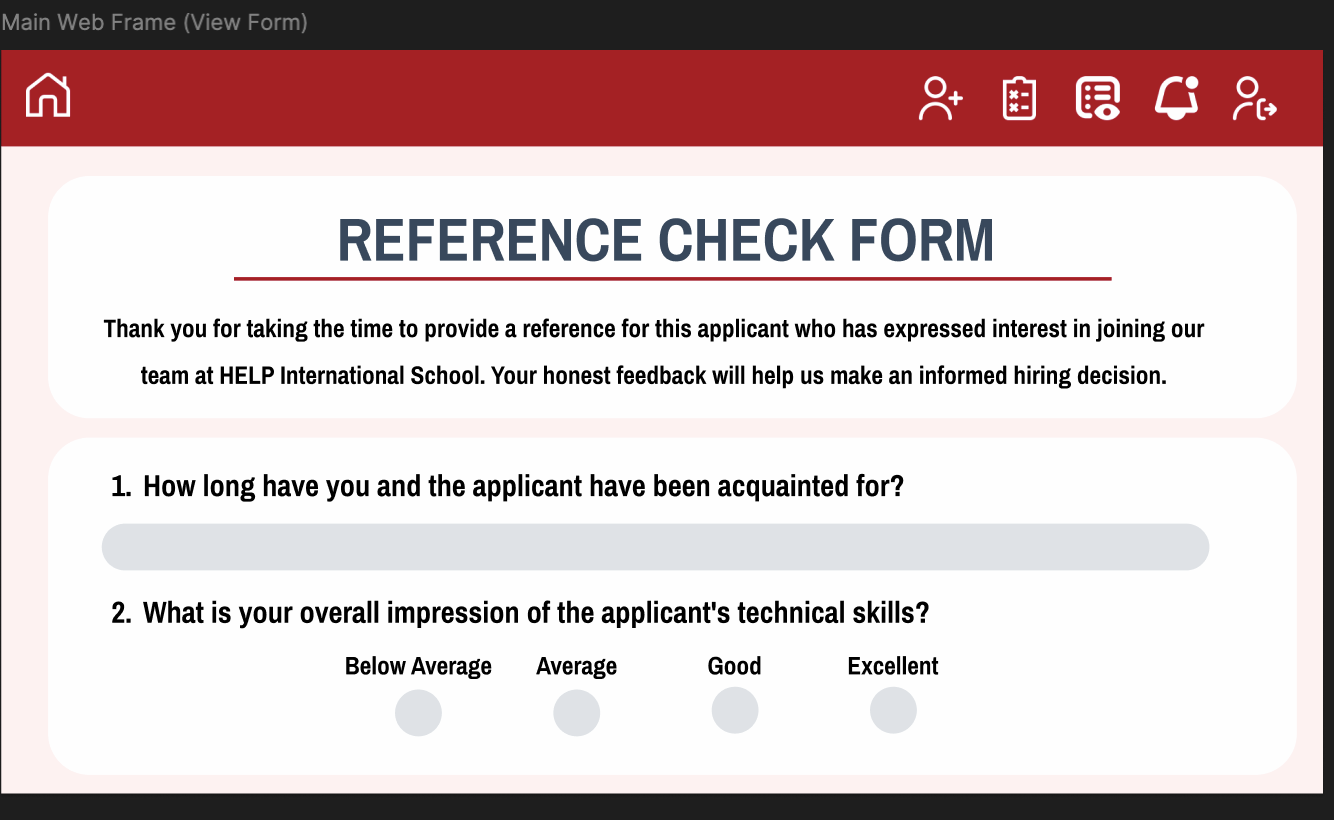 Main Web Frame (View Form)
REFERENCE CHECK FORM
Thank you for taking the time to provide a reference for this applicant who has expressed interest in joining our
team at HELP International School. Your honest feedback will help us make an informed hiring decision.
1. How long have you and the applicant have been acquainted for?
2. What is your overall impression of the applicant's technical skills?
Below Average Average Good Excellent